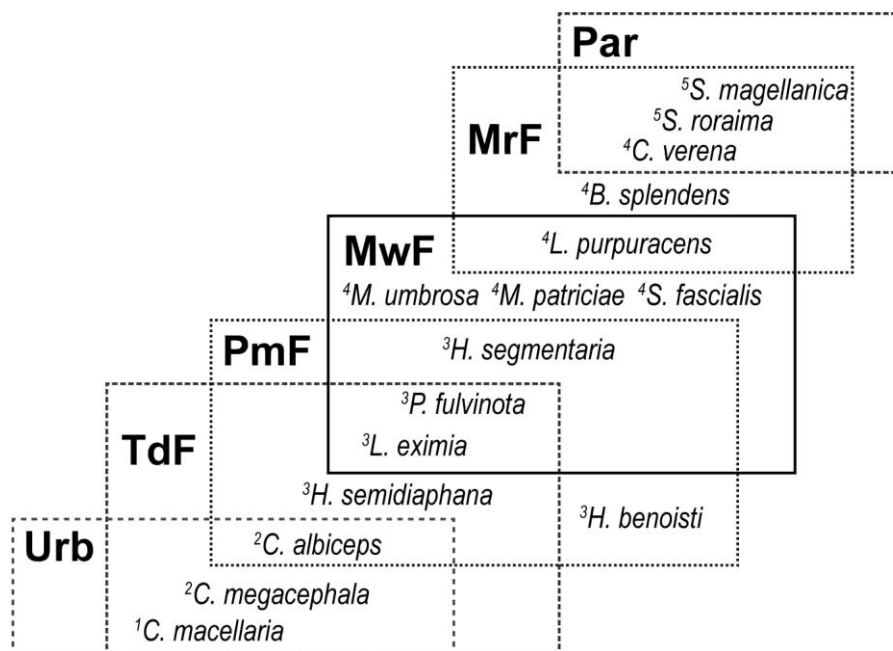 Par
⁵S. magellanica
⁵S. roraima
MrF
⁴C. verena
⁴B. splendens
MwF
⁴L. purpuracens
⁴M. umbrosa ⁴M. patriciae ⁴S. fascialis
PmF
³H. segmentaria
³P. fulvinota
TdF
³L. eximia
³H. semidiaphana
³H. benoisti
Urb
²C. albiceps
²C. megacephala
¹C. macellaria